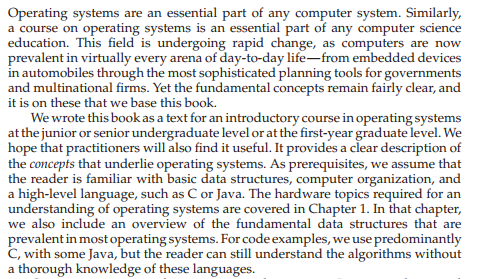 Operating systems are an essential part of any computer system. Similarly,
a course on operating systems is an essential part of any computer science
education. This field is undergoing rapid change, as computers are now
prevalent in virtually every arena of day-to-day life—from embedded devices
in automobiles through the most sophisticated planning tools for governments
and multinational firms. Yet the fundamental concepts remain fairly clear, and
it is on these that we base this book.
We wrote this book as a text for an introductory course in operating systems
at the junior or senior undergraduate level or at the first-year graduate level. We
hope that practitioners will also find it useful. It provides a clear description of
the concepts that underlie operating systems. As prerequisites, we assume that
the reader is familiar with basic data structures, computer organization, and
a high-level language, such as C or Java. The hardware topics required for an
understanding of operating systems are covered in Chapter 1. In that chapter,
we also include an overview of the fundamental data structures that are
prevalent in most operating systems. For code examples, we use predominantly
C, with some Java, but the reader can still understand the algorithms without
a thorough knowledge of these languages.